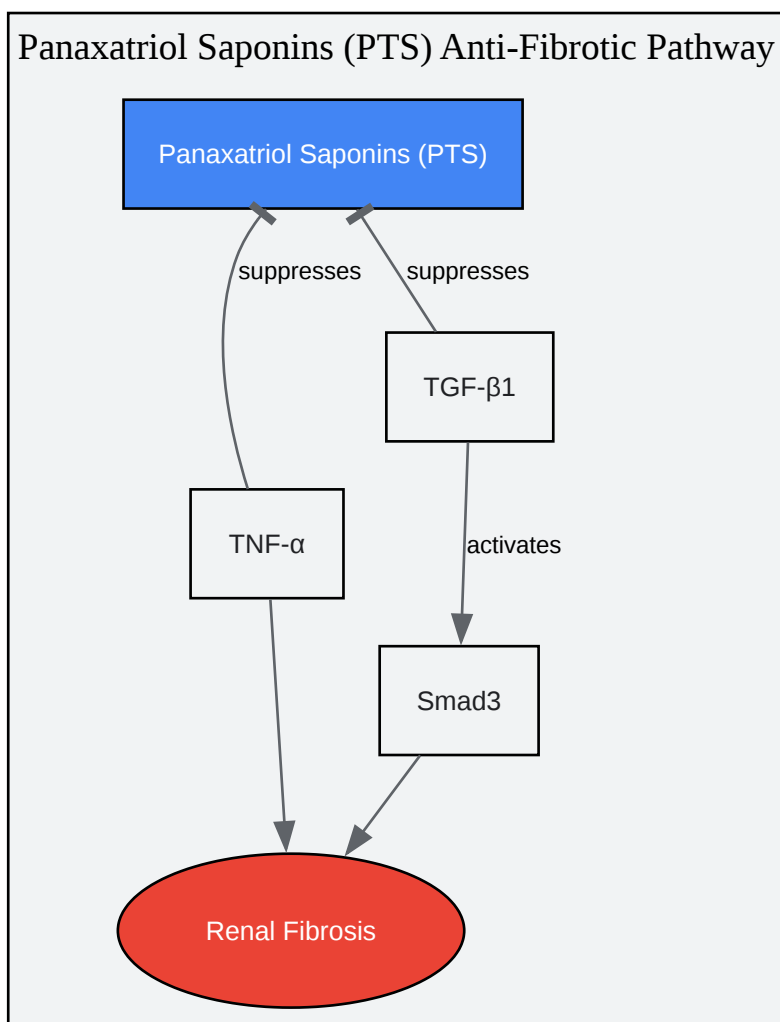 Panaxatriol Saponins (PTS) Anti-Fibrotic Pathway
Panaxatriol Saponins (PTS)
suppresses
suppresses
TGF-β1
TNF-α
activates
Smad3
Renal Fibrosis